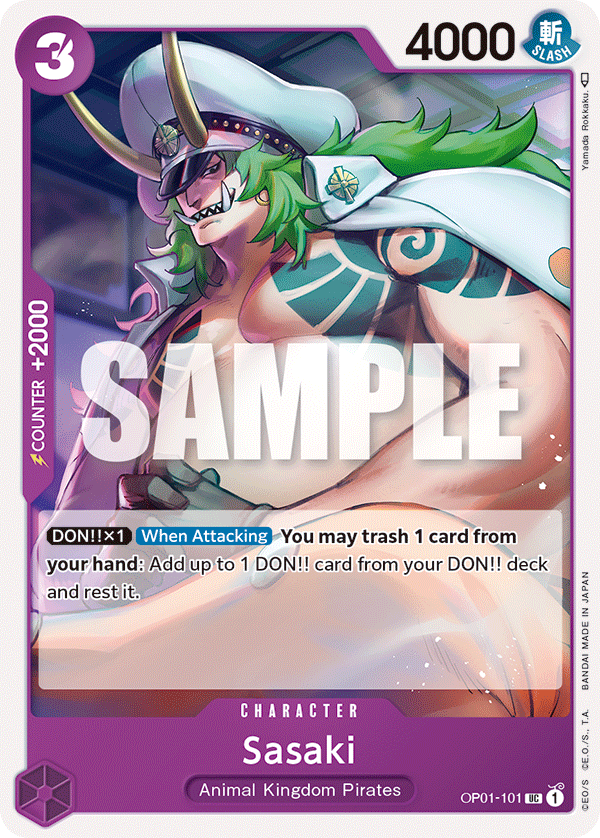 3
4000
斬
SLASH
Yamada Rokkaku.
COUNTER +2000
SAMPLE
DON!!×1 When Attacking You may trash 1 card from
your hand: Add up to 1 DON!! card from your DON!! deck
and rest it.
CHARACTER
Sasaki
Animal Kingdom Pirates
OP01-101 UC 1
©EO/S ©E.O./S., T.A. BANDAI MADE IN JAPAN